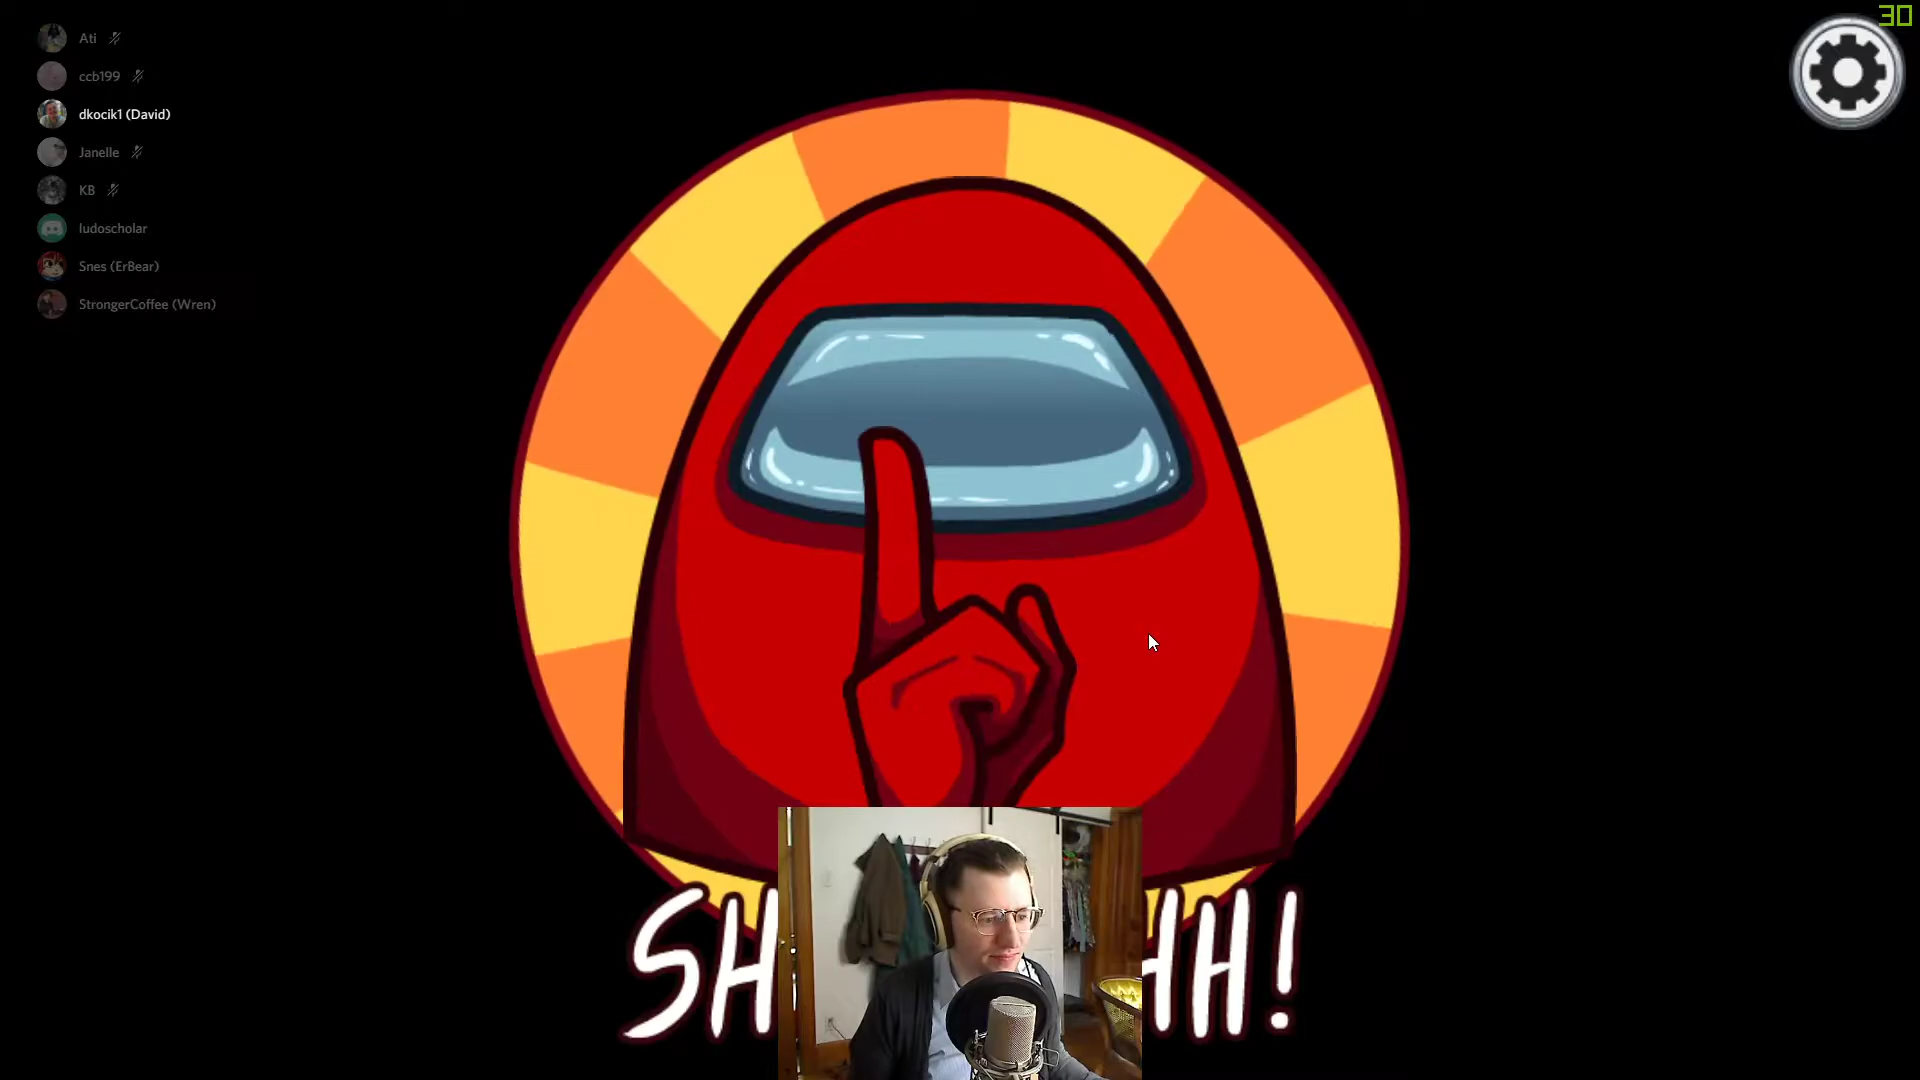 30
Ati
ccb199
dkocik1 (David)
Janelle
KB
ludoscholar
Snes (ErBear)
StrongerCoffee (Wren)
SH HH!